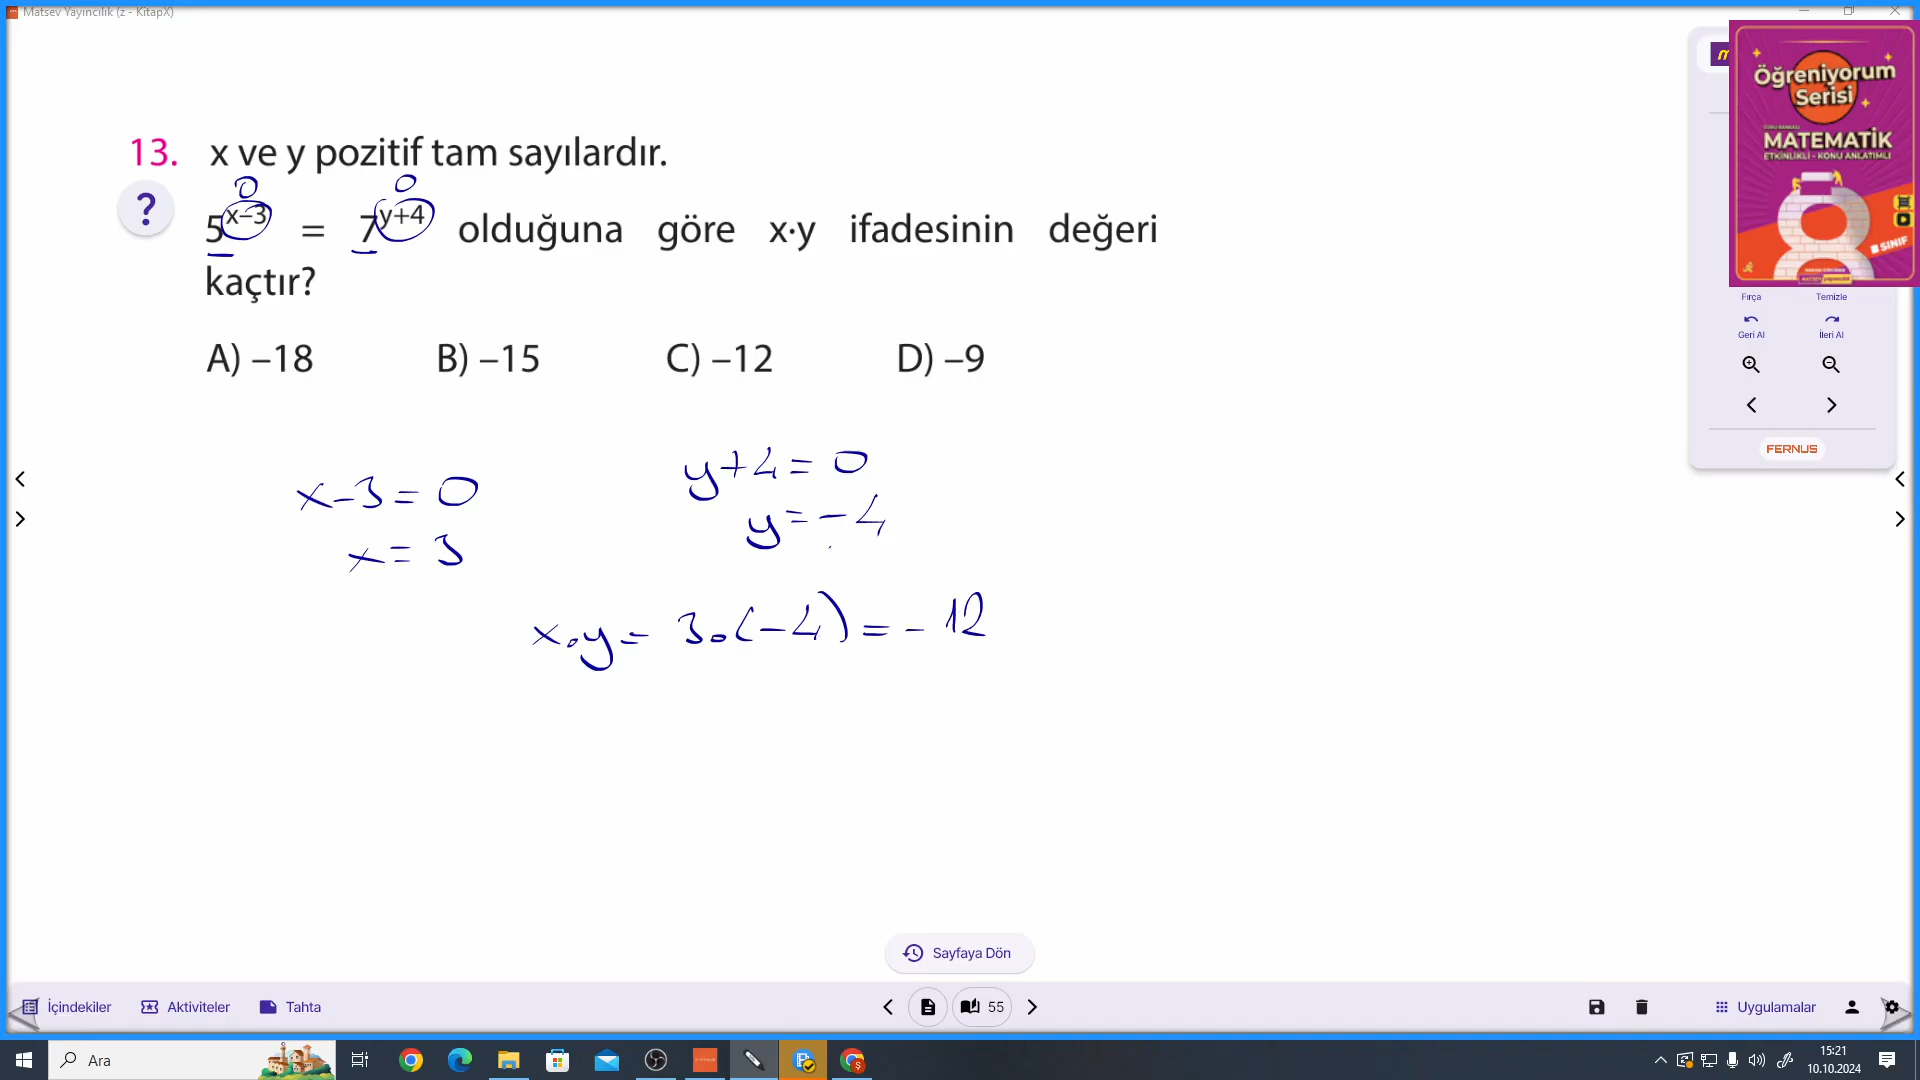 Matsev Yayıncılık (z - KitapX)
13. x ve y pozitif tam sayılardır.
0 0
? 5^x–3 = 7^y+4 olduğuna göre x·y ifadesinin değeri
kaçtır?
A) –18 B) –15 C) –12 D) –9
x-3=0
x=3
y+4=0
y=-4
x.y= 3.(-4)=-12
Öğreniyorum
Serisi
MATEMATİK
ETKİNLİKLİ - KONU ANLATIMLI
8
SINIF
Fırça Temizle
Geri Al İleri Al
FERNUS
Sayfaya Dön
İçindekiler Aktiviteler Tahta 55 Uygulamalar
Ara
15:21
10.10.2024